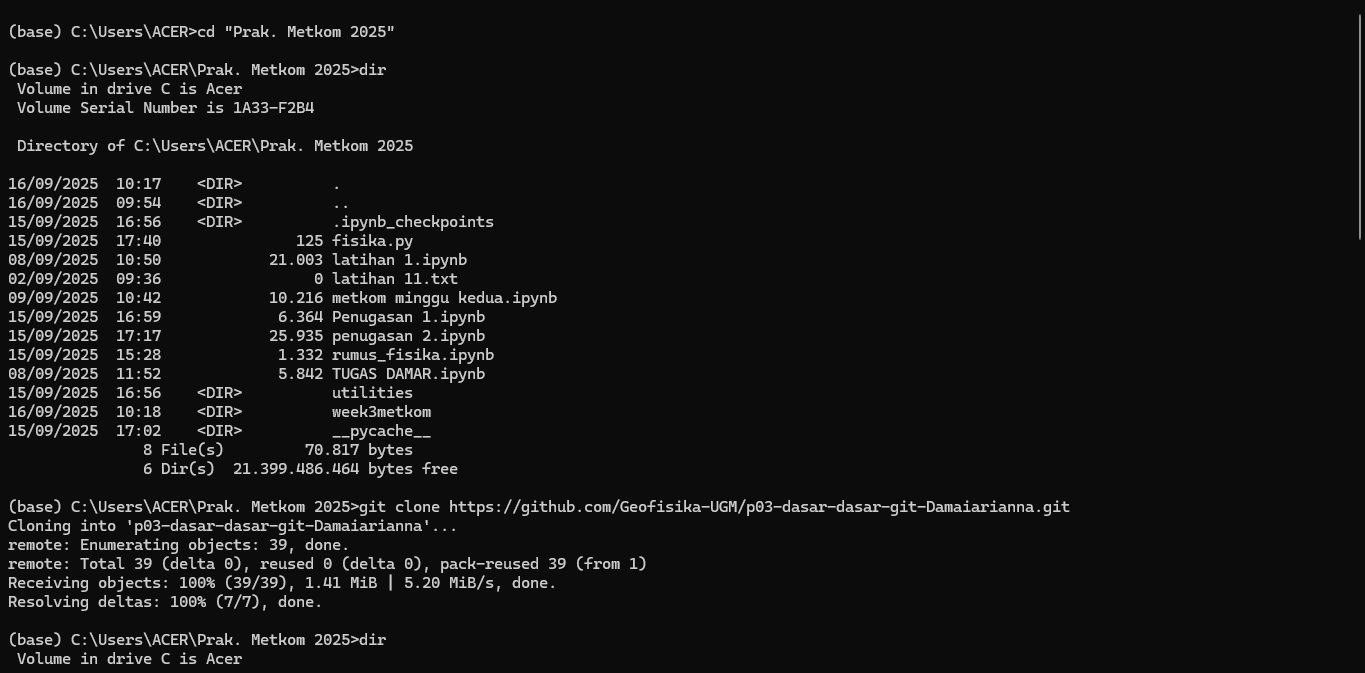 (base) C:\Users\ACER>cd "Prak. Metkom 2025"
(base) C:\Users\ACER\Prak. Metkom 2025>dir
Volume in drive C is Acer
Volume Serial Number is 1A33-F2B4
Directory of C:\Users\ACER\Prak. Metkom 2025
16/09/2025  10:17    <DIR>          .
16/09/2025  09:54    <DIR>          ..
15/09/2025  16:56    <DIR>          .ipynb_checkpoints
15/09/2025  17:40               125 fisika.py
08/09/2025  10:50            21.003 latihan 1.ipynb
02/09/2025  09:36                 0 latihan 11.txt
09/09/2025  10:42            10.216 metkom minggu kedua.ipynb
15/09/2025  16:59             6.364 Penugasan 1.ipynb
15/09/2025  17:17            25.935 penugasan 2.ipynb
15/09/2025  15:28             1.332 rumus_fisika.ipynb
08/09/2025  11:52             5.842 TUGAS DAMAR.ipynb
15/09/2025  16:56    <DIR>          utilities
16/09/2025  10:18    <DIR>          week3metkom
15/09/2025  17:02    <DIR>          __pycache__
8 File(s)         70.817 bytes
6 Dir(s)  21.399.486.464 bytes free
(base) C:\Users\ACER\Prak. Metkom 2025>git clone https://github.com/Geofisika-UGM/p03-dasar-dasar-git-Damaiarianna.git
Cloning into 'p03-dasar-dasar-git-Damaiarianna'...
remote: Enumerating objects: 39, done.
remote: Total 39 (delta 0), reused 0 (delta 0), pack-reused 39 (from 1)
Receiving objects: 100% (39/39), 1.41 MiB | 5.20 MiB/s, done.
Resolving deltas: 100% (7/7), done.
(base) C:\Users\ACER\Prak. Metkom 2025>dir
Volume in drive C is Acer